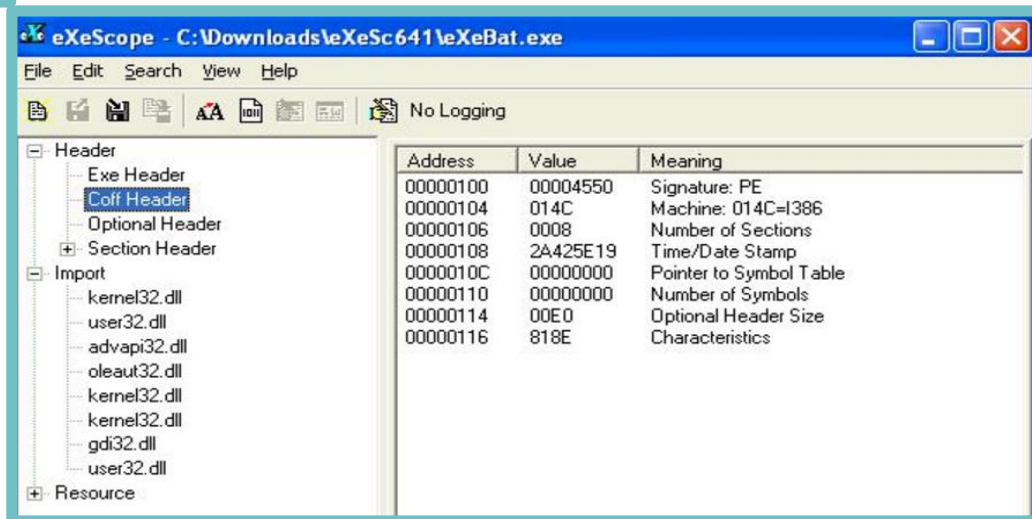 eXeScope - C:\Downloads\eXeSc641\eXeBat.exe
File Edit Search View Help
No Logging
Header
Exe Header
Coff Header
Optional Header
Section Header
Import
kernel32.dll
user32.dll
advapi32.dll
oleaut32.dll
kernel32.dll
kernel32.dll
gdi32.dll
user32.dll
Resource
Address Value Meaning
00000100 00004550 Signature: PE
00000104 014C Machine: 014C=I386
00000106 0008 Number of Sections
00000108 2A425E19 Time/Date Stamp
0000010C 00000000 Pointer to Symbol Table
00000110 00000000 Number of Symbols
00000114 00E0 Optional Header Size
00000116 818E Characteristics